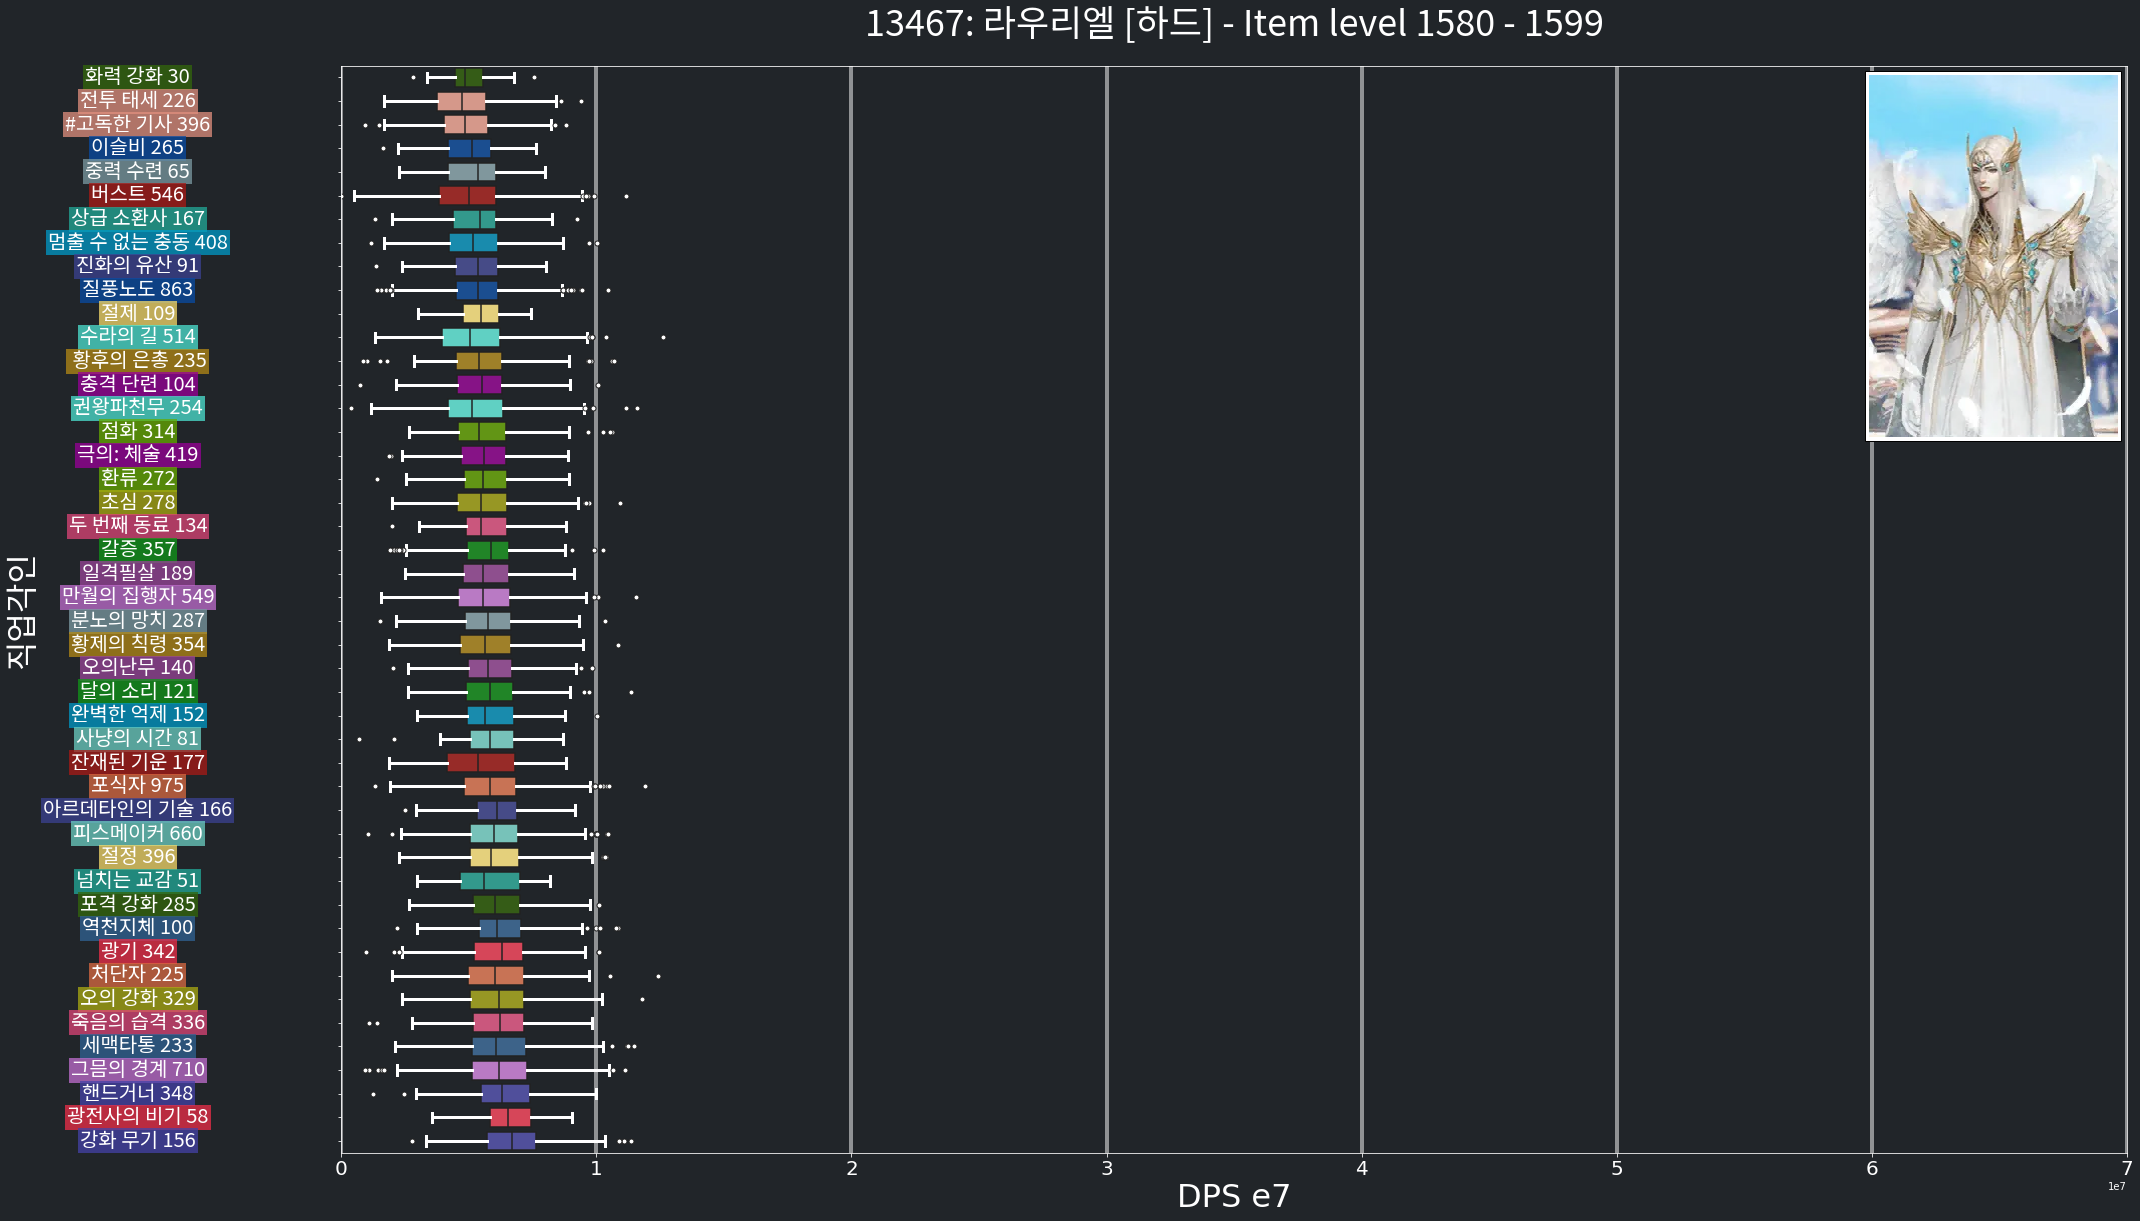 13467: 라우리엘 [하드] - Item level 1580 - 1599
화력 강화 30
전투 태세 226
#고독한 기사 396
이슬비 265
중력 수련 65
버스트 546
상급 소환사 167
멈출 수 없는 충동 408
진화의 유산 91
질풍노도 863
절제 109
수라의 길 514
황후의 은총 235
충격 단련 104
권왕파천무 254
점화 314
극의: 체술 419
환류 272
초심 278
두 번째 동료 134
갈증 357
일격필살 189
만월의 집행자 549
분노의 망치 287
황제의 칙령 354
오의난무 140
달의 소리 121
완벽한 억제 152
사냥의 시간 81
잔재된 기운 177
포식자 975
아르데타인의 기술 166
피스메이커 660
절정 396
넘치는 교감 51
포격 강화 285
역천지체 100
광기 342
처단자 225
오의 강화 329
죽음의 습격 336
세맥타통 233
그믐의 경계 710
핸드거너 348
광전사의 비기 58
강화 무기 156
직업각인
0 1 2 3 4 5 6 7
DPS e7
1e7